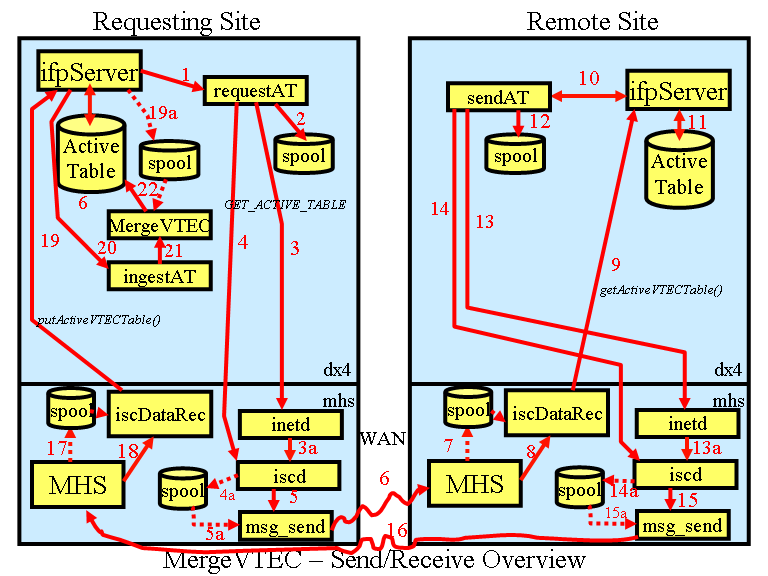 Requesting Site
Remote Site
ifpServer
1
requestAT
19a
2
spool
Active
Table
6
spool
22
GET_ACTIVE_TABLE
MergeVTEC
19
20
21
4
3
ingestAT
putActiveVTECTable()
dx4
mhs
spool
iscDataRec
17
18
MHS
inetd
3a
iscd
spool
4a
5
5a
msg_send
WAN
6
sendAT
10
ifpServer
12
11
spool
Active
Table
14
13
9
getActiveVTECTable()
dx4
mhs
spool
iscDataRec
7
8
MHS
inetd
13a
iscd
spool
14a
15
15a
msg_send
16
MergeVTEC – Send/Receive Overview